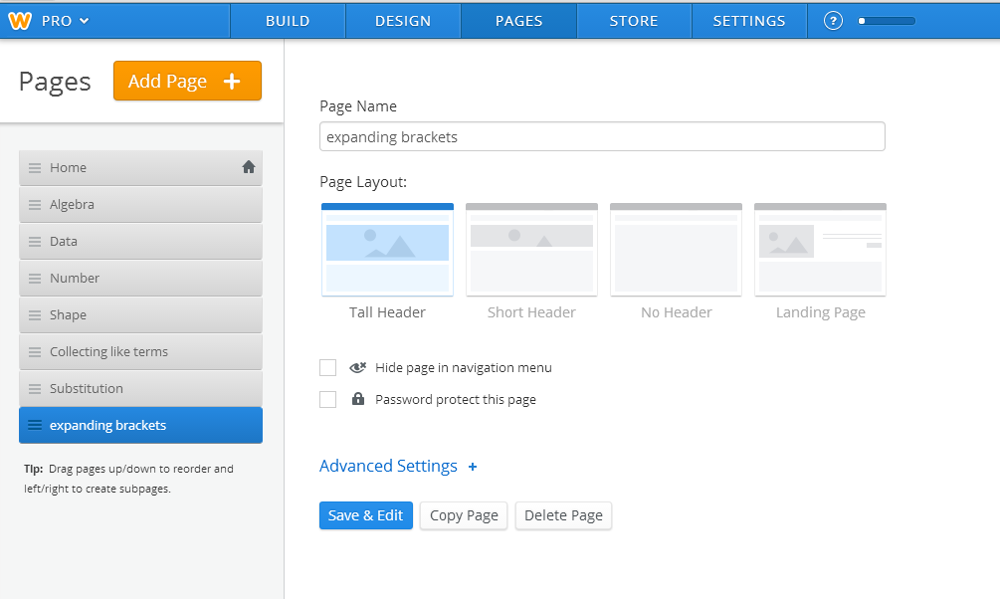 W PRO BUILD DESIGN PAGES STORE SETTINGS ?
Pages
Add Page +
Home
Algebra
Data
Number
Shape
Collecting like terms
Substitution
expanding brackets
Tip: Drag pages up/down to reorder and
left/right to create subpages.
Page Name
expanding brackets
Page Layout:
Tall Header Short Header No Header Landing Page
Hide page in navigation menu
Password protect this page
Advanced Settings +
Save & Edit Copy Page Delete Page